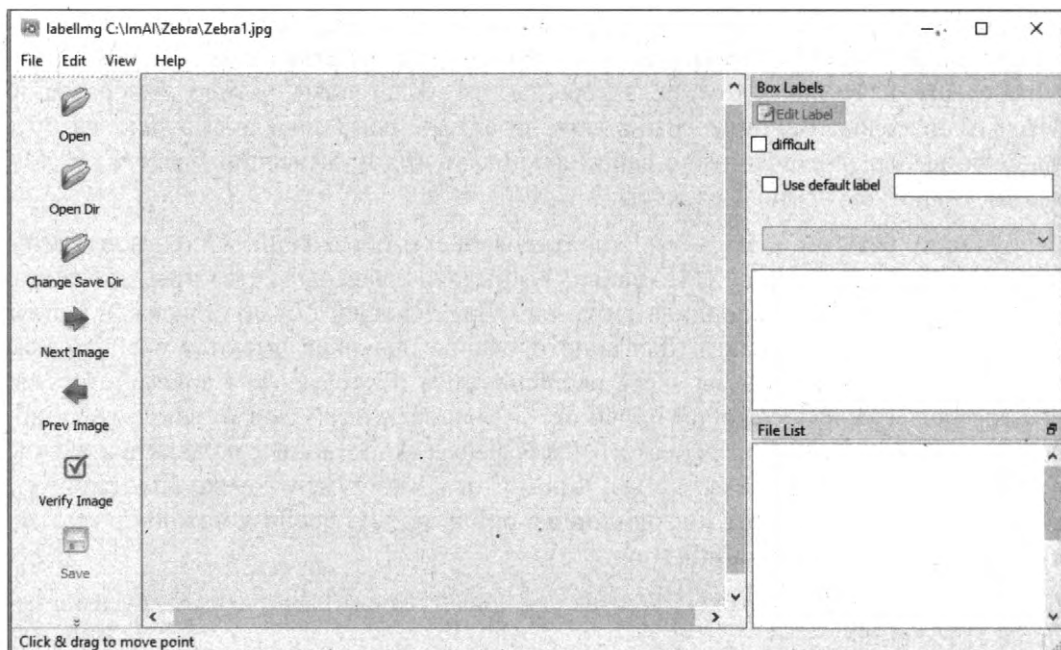 labelImg C:\ImAI\Zebra\Zebra1.jpg
File Edit View Help
Open
Open Dir
Change Save Dir
Next Image
Prev Image
Verify Image
Save
Box Labels
Edit Label
difficult
Use default label
File List
Click & drag to move point